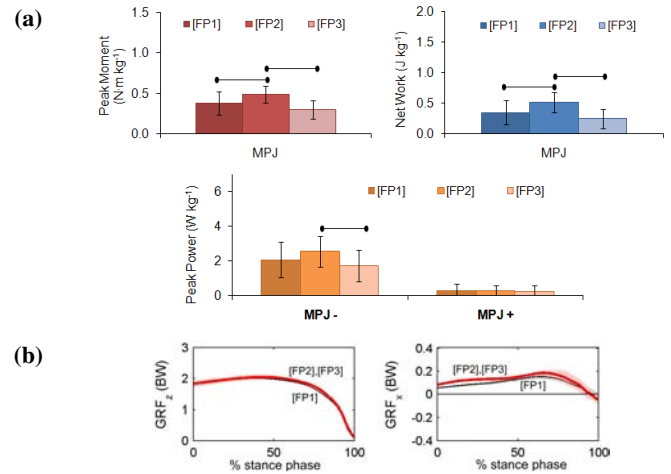 (a)
[FP1] [FP2] [FP3]
Peak Moment
(N·m kg⁻¹)
1.5
1.0
0.5
0.0
MPJ
[FP1] [FP2] [FP3]
Net Work (J kg⁻¹)
2.0
1.5
1.0
0.5
0.0
MPJ
[FP1] [FP2] [FP3]
Peak Power (W kg⁻¹)
6
4
2
0
MPJ - MPJ +
(b)
GRFz (BW)
3
2
1
0
[FP2],[FP3]
[FP1]
0 50 100
% stance phase
GRFx (BW)
0.4
0.2
0
-0.2
-0.4
[FP2],[FP3]
[FP1]
0 50 100
% stance phase